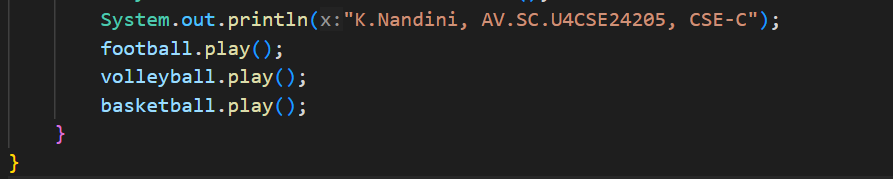 System.out.println(x:"K.Nandini, AV.SC.U4CSE24205, CSE-C");
football.play();
volleyball.play();
basketball.play();
}
}